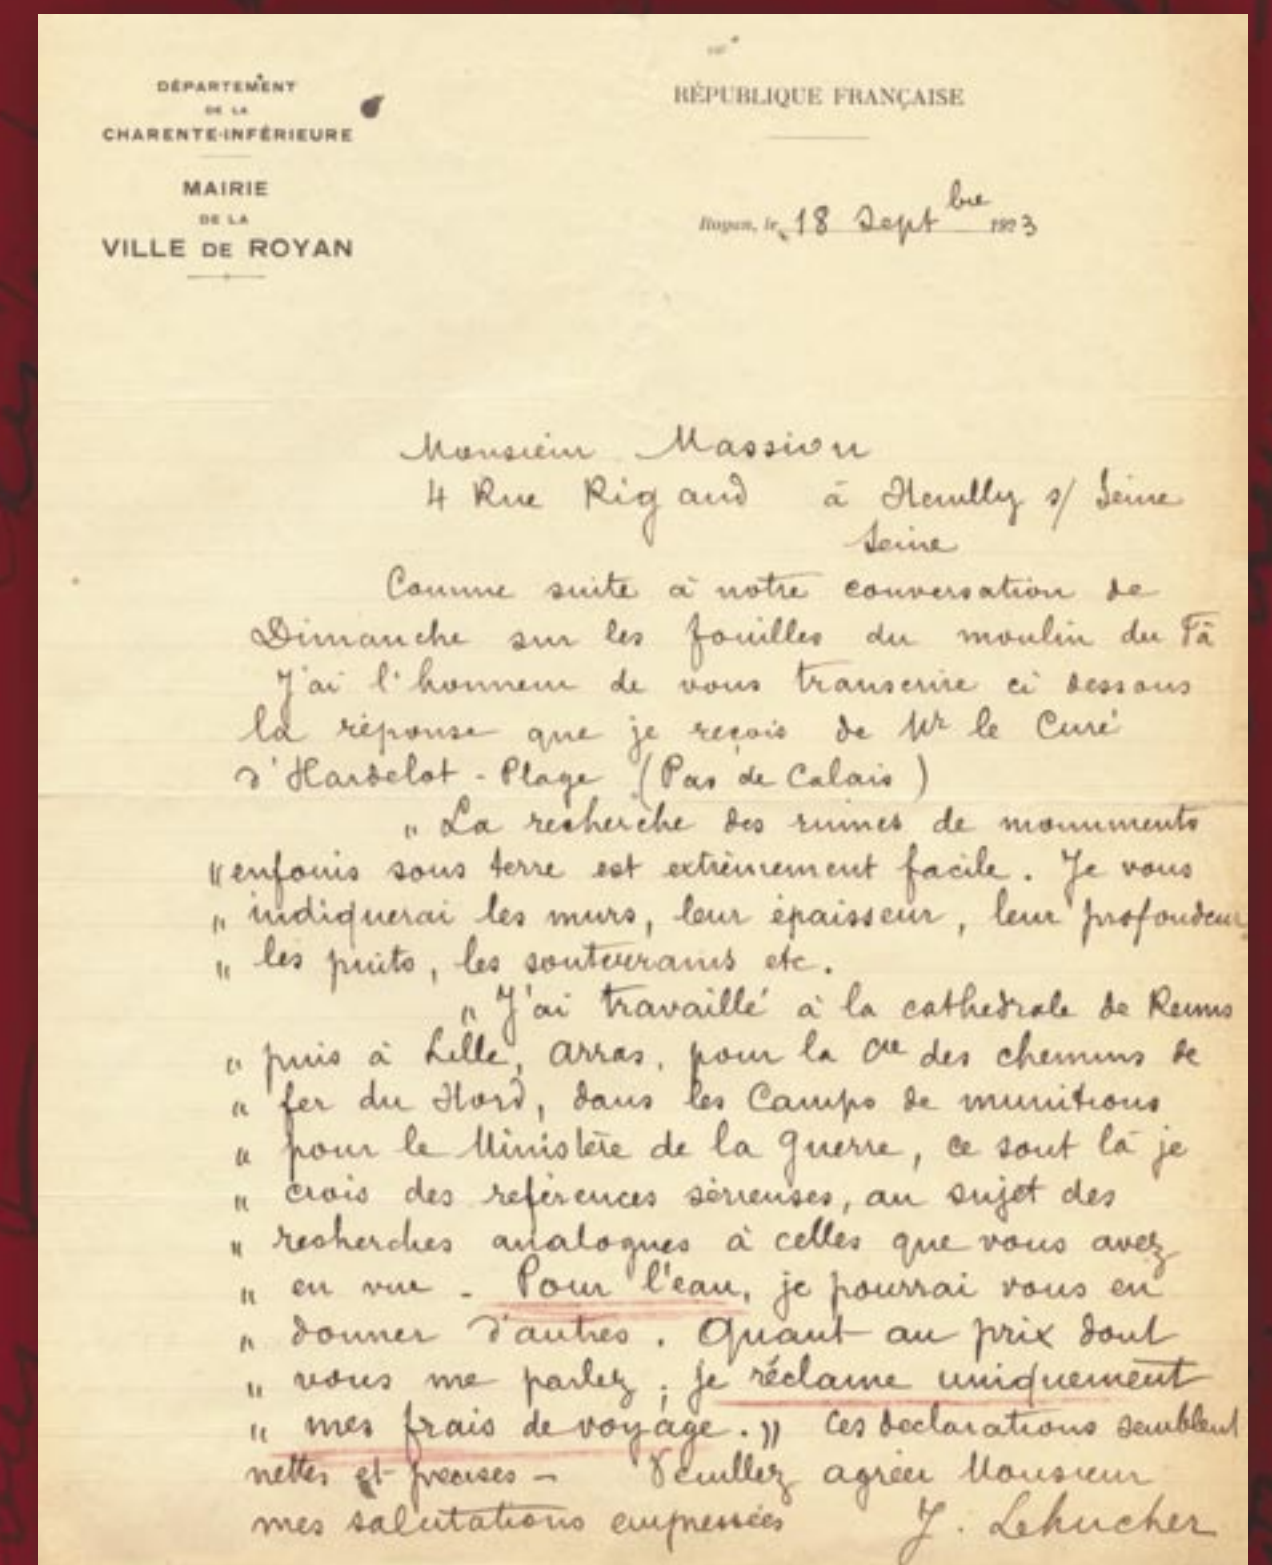 DÉPARTEMENT
DE LA
CHARENTE-INFÉRIEURE
MAIRIE
DE LA
VILLE DE ROYAN
RÉPUBLIQUE FRANÇAISE
Royan, le 18 Sept bre 1923
Monsieur Massiou
4 Rue Rigaud à Neuilly s/ Seine
Seine
Comme suite à notre conversation de
Dimanche sur les fouilles du moulin du Fâ
J'ai l'honneur de vous transcrire ci dessous
la réponse que je reçois de Mr le Curé
d'Hardelot - Plage (Pas de Calais)
" La recherche des ruines de monuments
" enfouis sous terre est extrèmement facile. Je vous
" indiquerai les murs, leur épaisseur, leur profondeur,
" les puits, les souterrains etc.
" J'ai travaillé à la cathedrale de Reims
" puis à Lille, Arras, pour la Cie des chemins de
" fer du Nord, dans les Camps de munitions
" pour le Ministère de la Guerre, ce sont là je
" crois des références sérieuses, au sujet des
" recherches analogues à celles que vous avez
" en vue - Pour l'eau, je pourrai vous en
" donner d'autres. Quant au prix dont
" vous me parlez, je réclame uniquement
" mes frais de voyage. » Ces declarations semblent
nettes et precises - Veuillez agréer Monsieur
mes salutations empressées J. Lehucher